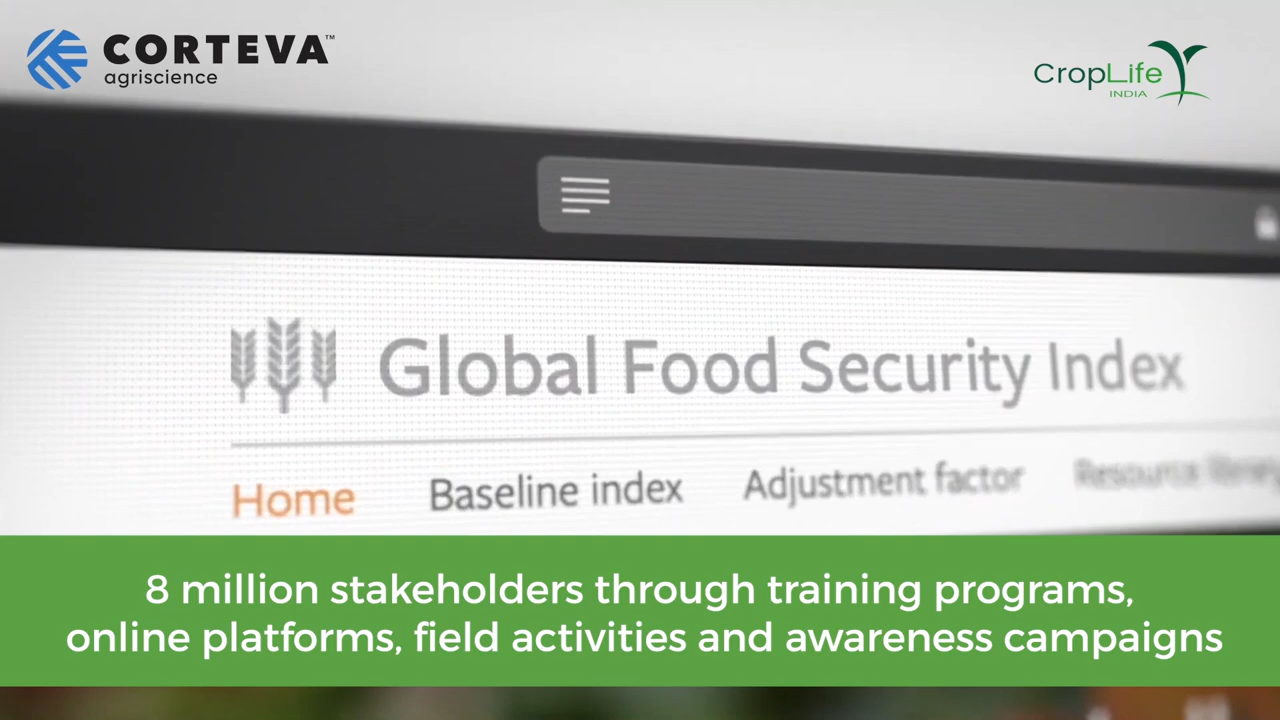 CORTEVA™
agriscience
CropLife
INDIA
Global Food Security Index
Home Baseline index Adjustment factor
8 million stakeholders through training programs,
online platforms, field activities and awareness campaigns